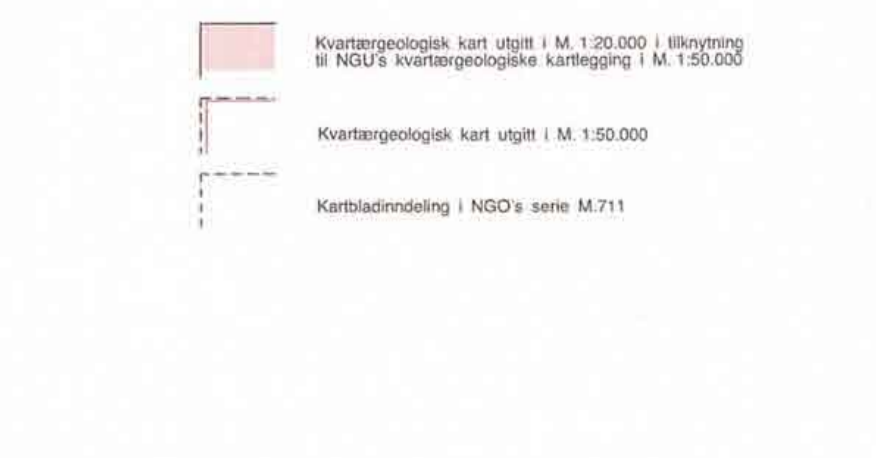 Kvartærgeologisk kart utgitt i M. 1:20.000 i tilknytning
til NGU's kvartærgeologiske kartlegging i M. 1:50.000
Kvartærgeologisk kart utgitt i M. 1:50.000
Kartbladinndeling i NGO's serie M.711